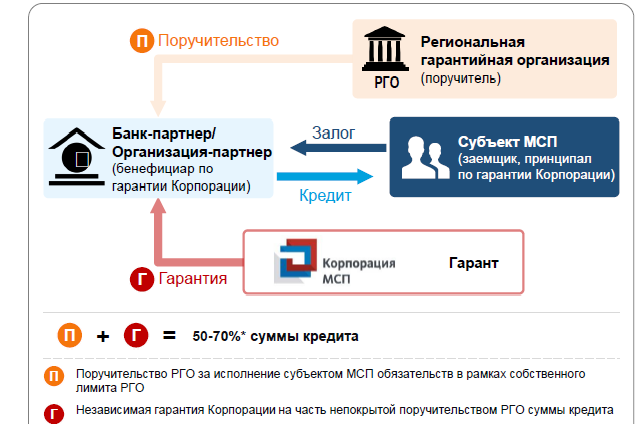 П Поручительство
Региональная
гарантийная организация
(поручитель)
РГО
Банк-партнер/
Организация-партнер
(бенефициар по
гарантии Корпорации)
Залог
Кредит
Субъект МСП
(заемщик, принципал
по гарантии Корпорации)
Г Гарантия
Корпорация
МСП
Гарант
П + Г = 50-70%* суммы кредита
П Поручительство РГО за исполнение субъектом МСП обязательств в рамках собственного
лимита РГО
Г Независимая гарантия Корпорации на часть непокрытой поручительством РГО суммы кредита